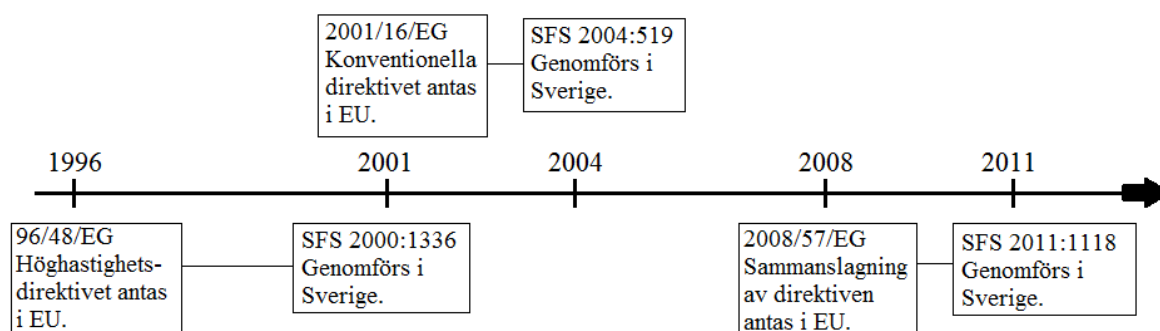 2001/16/EG
Konventionella
direktivet antas
i EU.
SFS 2004:519
Genomförs i
Sverige.
1996
2001
2004
2008
2011
96/48/EG
Höghastighets-
direktivet antas
i EU.
SFS 2000:1336
Genomförs i
Sverige.
2008/57/EG
Sammanslagning
av direktiven
antas i EU.
SFS 2011:1118
Genomförs i
Sverige.